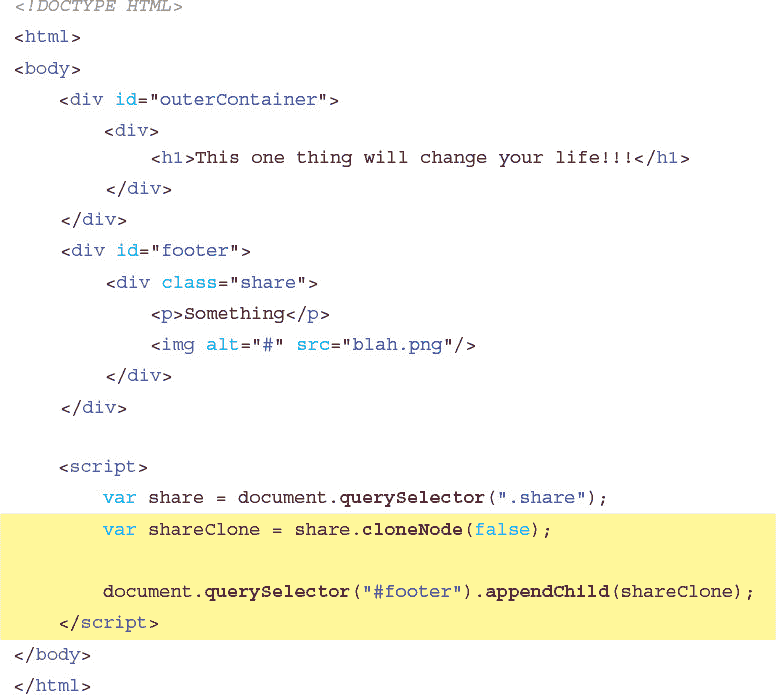 <!DOCTYPE HTML>
<html>
<body>
<div id="outerContainer">
<div>
<h1>This one thing will change your life!!!</h1>
</div>
</div>
<div id="footer">
<div class="share">
<p>Something</p>
<img alt="#" src="blah.png"/>
</div>
</div>
<script>
var share = document.querySelector(".share");
var shareClone = share.cloneNode(false);
document.querySelector("#footer").appendChild(shareClone);
</script>
</body>
</html>